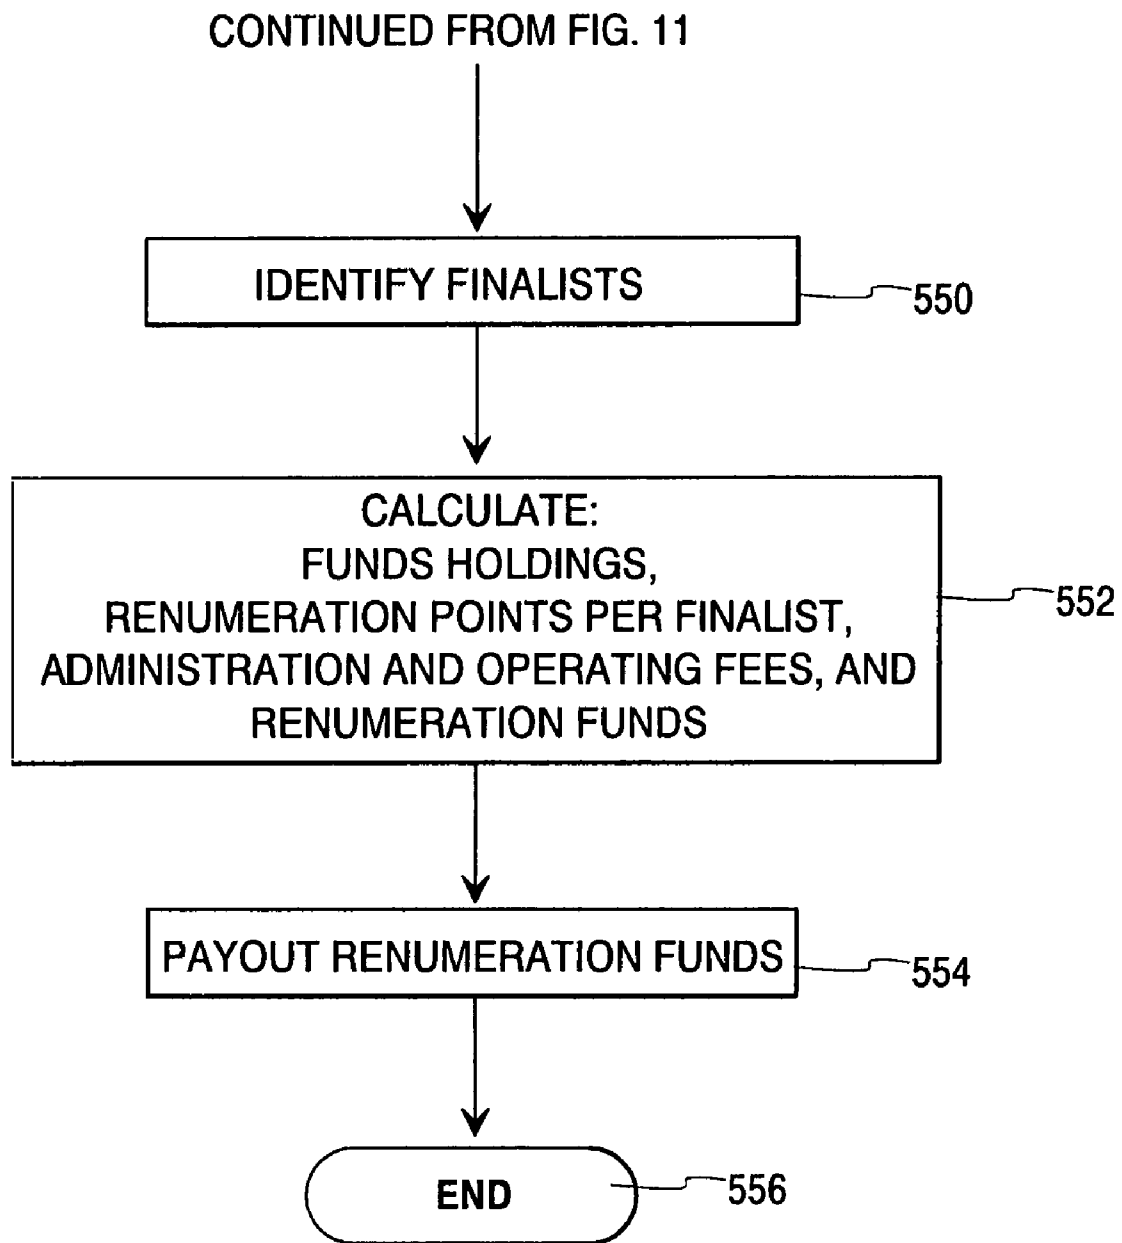 CONTINUED FROM FIG. 11
IDENTIFY FINALISTS
550
CALCULATE:
FUNDS HOLDINGS,
RENUMERATION POINTS PER FINALIST,
ADMINISTRATION AND OPERATING FEES, AND
RENUMERATION FUNDS
552
PAYOUT RENUMERATION FUNDS
554
END
556